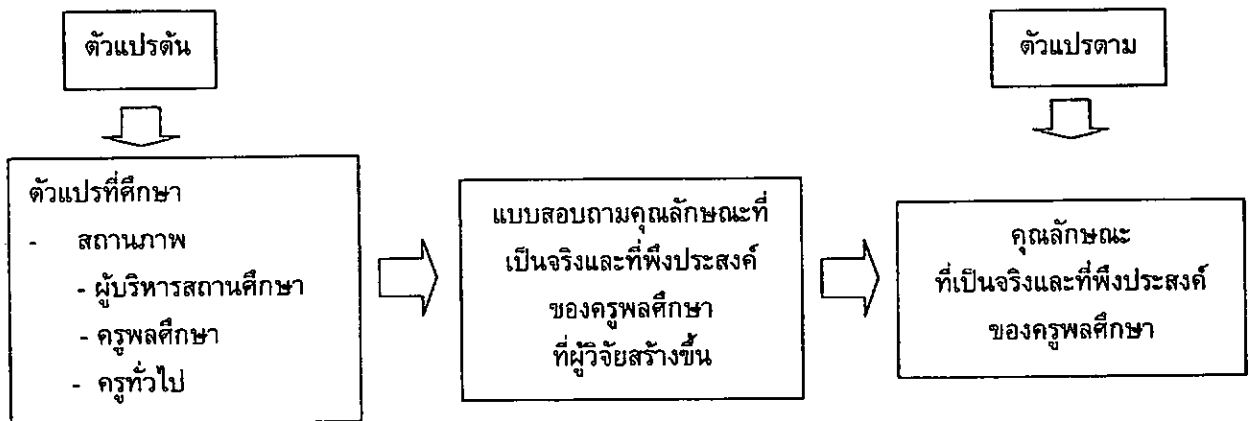 ตัวแปรต้น
ตัวแปรตาม
ตัวแปรที่ศึกษา
- สถานภาพ
- ผู้บริหารสถานศึกษา
- ครูพลศึกษา
- ครูทั่วไป
แบบสอบถามคุณลักษณะที่
เป็นจริงและที่พึงประสงค์
ของครูพลศึกษา
ที่ผู้วิจัยสร้างขึ้น
คุณลักษณะ
ที่เป็นจริงและที่พึงประสงค์
ของครูพลศึกษา